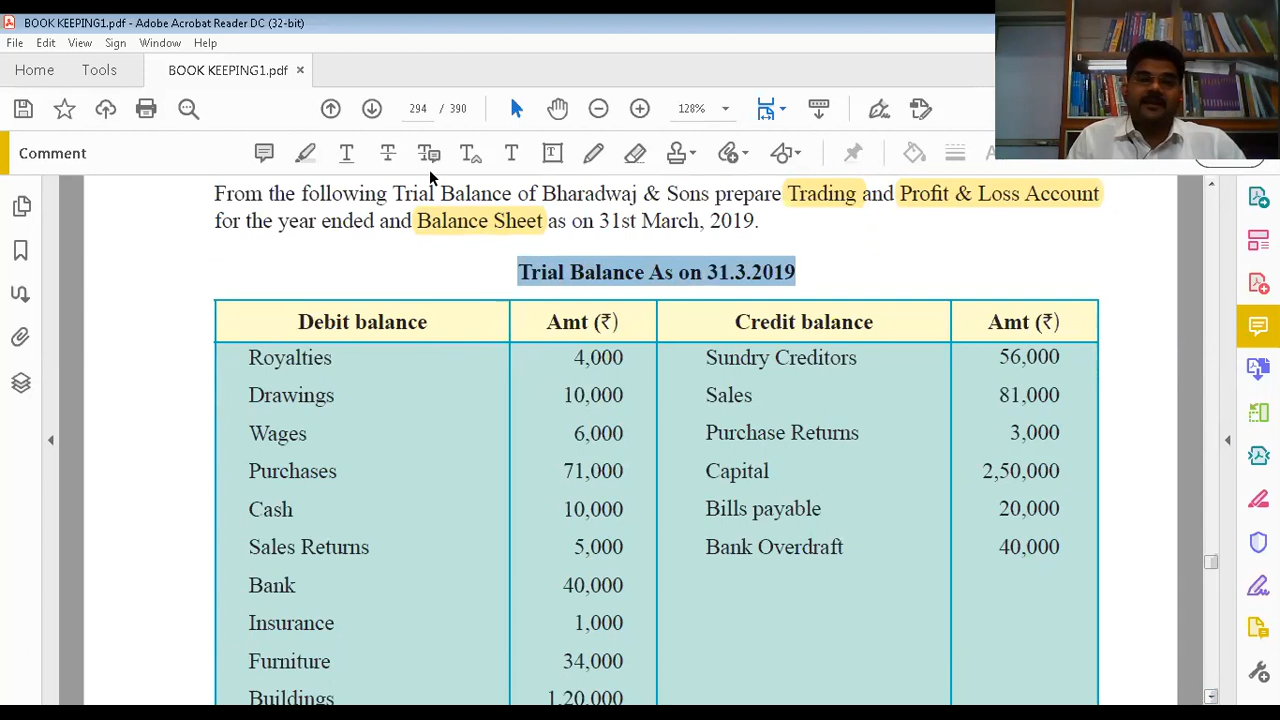 BOOK KEEPING1.pdf - Adobe Acrobat Reader DC (32-bit)
File Edit View Sign Window Help
Home Tools BOOK KEEPING1.pdf ×
294 / 390 128%
Comment
From the following Trial Balance of Bharadwaj & Sons prepare Trading and Profit & Loss Account
for the year ended and Balance Sheet as on 31st March, 2019.
Trial Balance As on 31.3.2019
Debit balance Amt (₹) Credit balance Amt (₹)
Royalties 4,000 Sundry Creditors 56,000
Drawings 10,000 Sales 81,000
Wages 6,000 Purchase Returns 3,000
Purchases 71,000 Capital 2,50,000
Cash 10,000 Bills payable 20,000
Sales Returns 5,000 Bank Overdraft 40,000
Bank 40,000
Insurance 1,000
Furniture 34,000
Buildings 1,20,000